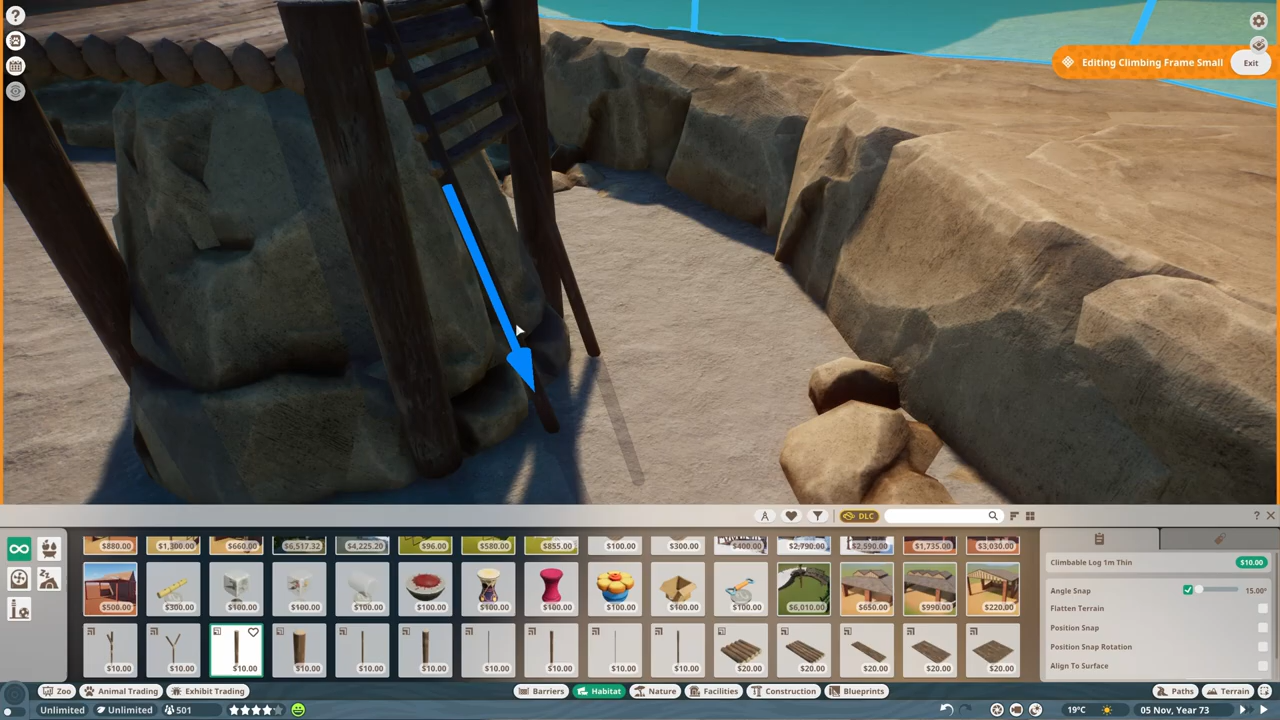 ?
Editing Climbing Frame Small
Exit
DLC
?
$880.00 $1,300.00 $660.00 $6,517.32 $4,225.20 $96.00 $580.00 $855.00 $100.00 $300.00 $400.00 $2,790.00 $2,590.00 $1,735.00 $3,030.00
$500.00 $300.00 $100.00 $100.00 $100.00 $100.00 $100.00 $100.00 $100.00 $100.00 $100.00 $6,010.00 $650.00 $990.00 $220.00
$10.00 $10.00 $10.00 $10.00 $10.00 $10.00 $10.00 $10.00 $10.00 $10.00 $20.00 $20.00 $20.00 $20.00 $20.00
Climbable Log 1m Thin $10.00
Angle Snap 15.00°
Flatten Terrain
Position Snap
Position Snap Rotation
Align To Surface
Zoo Animal Trading Exhibit Trading Barriers Habitat Nature Facilities Construction Blueprints Paths Terrain
Unlimited Unlimited 501 19°C 05 Nov, Year 73